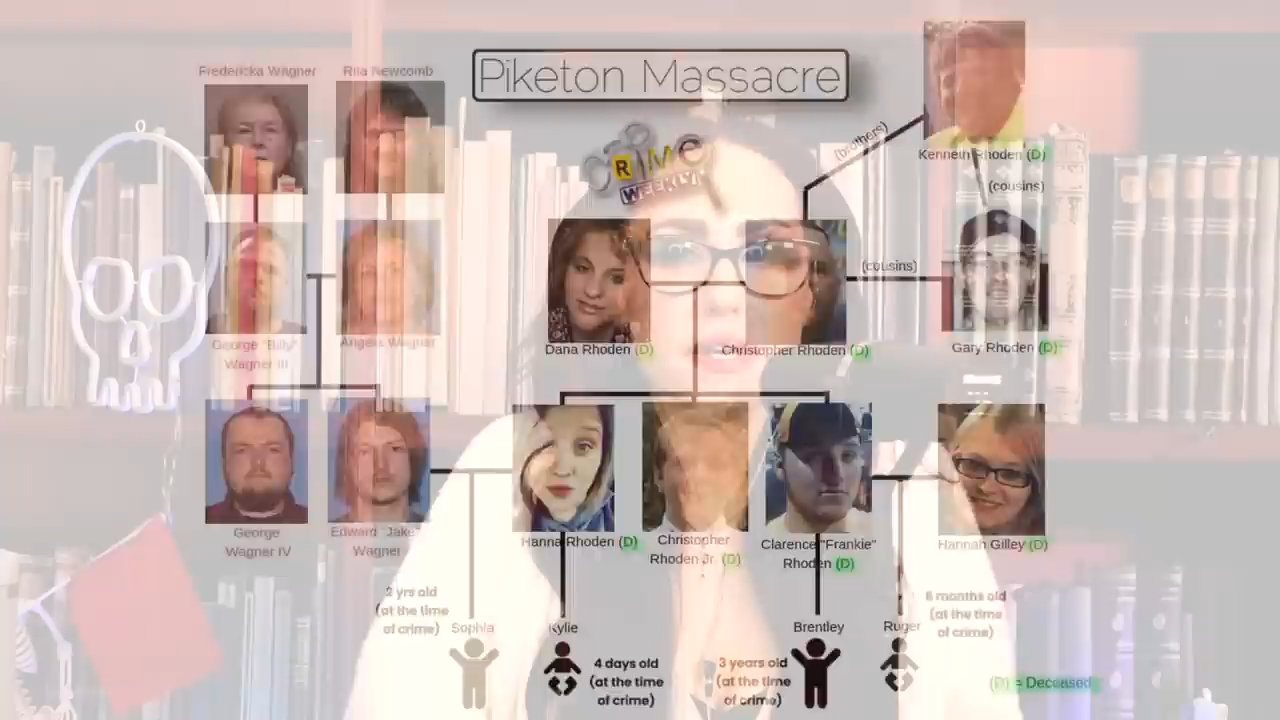 Piketon Massacre
Fredericka Wagner
Rita Newcomb
CRIME
WEEKLY
(brothers)
Kenneth Rhoden (D)
(cousins)
(cousins)
George "Billy"
Wagner III
Angela Wagner
Dana Rhoden (D)
Christopher Rhoden (D)
Gary Rhoden (D)
George
Wagner IV
Edward "Jake"
Wagner
Hanna Rhoden (D)
Christopher
Rhoden Jr. (D)
Clarence "Frankie"
Rhoden (D)
Hannah Gilley (D)
2 yrs old
(at the time
of crime)
Sophia
Kylie
4 days old
(at the time
of crime)
Brentley
3 years old
(at the time
of crime)
Ruger
6 months old
(at the time
of crime)
(D) = Deceased